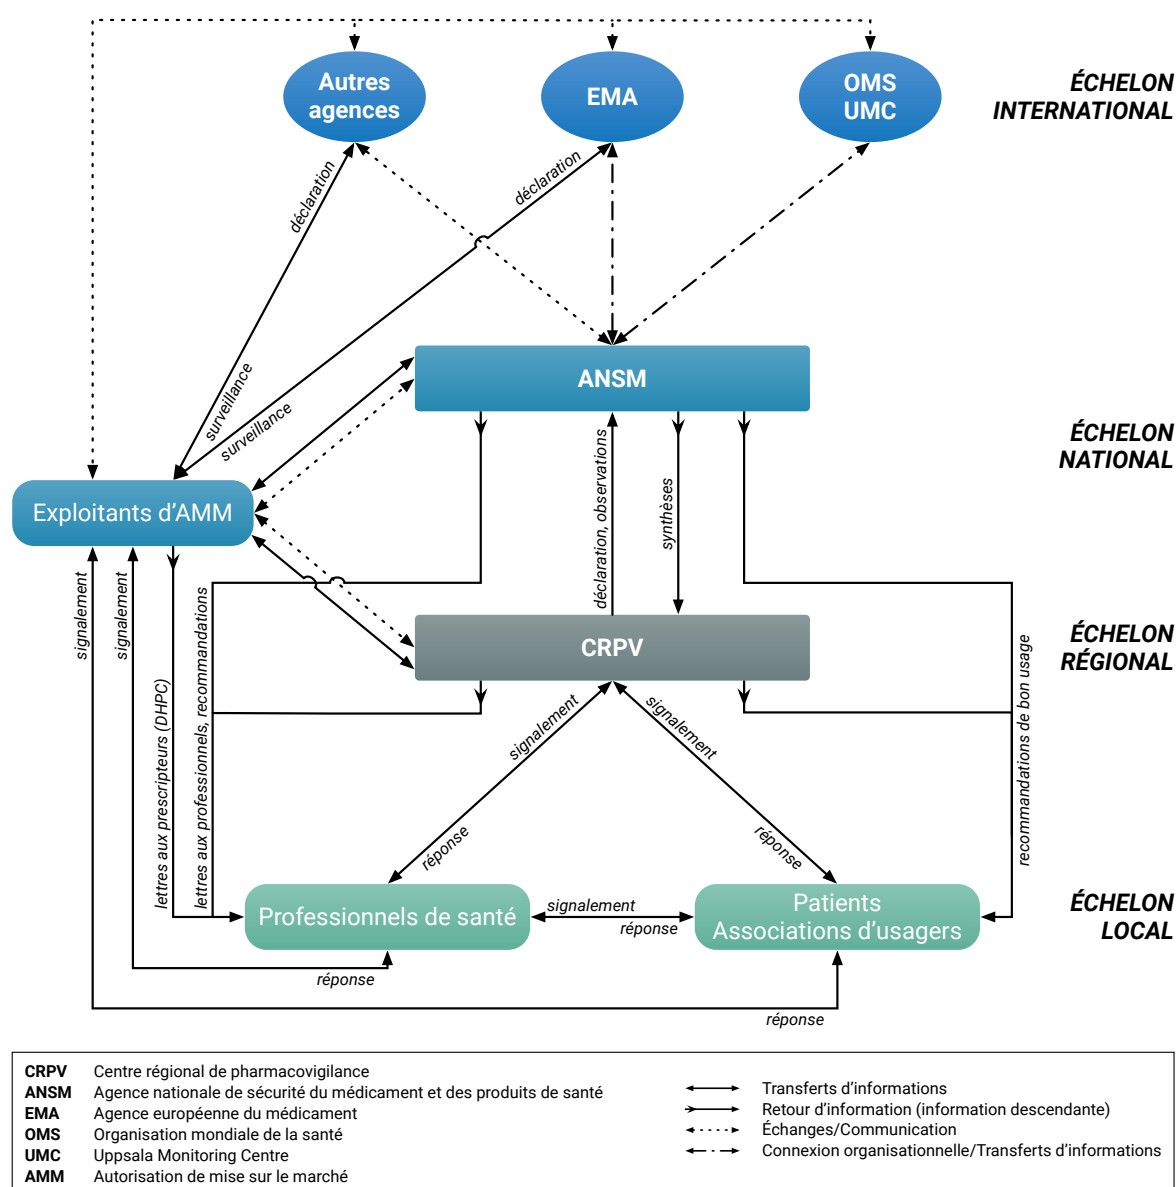 Autres
agences
EMA
OMS
UMC
ÉCHELON
INTERNATIONAL
déclaration
déclaration
surveillance
surveillance
ANSM
ÉCHELON
NATIONAL
Exploitants d’AMM
déclaration, observations
synthèses
signalement
signalement
CRPV
ÉCHELON
RÉGIONAL
lettres aux prescripteurs (DHPC)
lettres aux professionnels, recommandations
signalement
signalement
recommandations de bon usage
réponse
réponse
Professionnels de santé
signalement
réponse
Patients
Associations d’usagers
ÉCHELON
LOCAL
réponse
réponse
CRPV Centre régional de pharmacovigilance
ANSM Agence nationale de sécurité du médicament et des produits de santé
EMA Agence européenne du médicament
OMS Organisation mondiale de la santé
UMC Uppsala Monitoring Centre
AMM Autorisation de mise sur le marché
Transferts d’informations
Retour d’information (information descendante)
Échanges/Communication
Connexion organisationnelle/Transferts d’informations